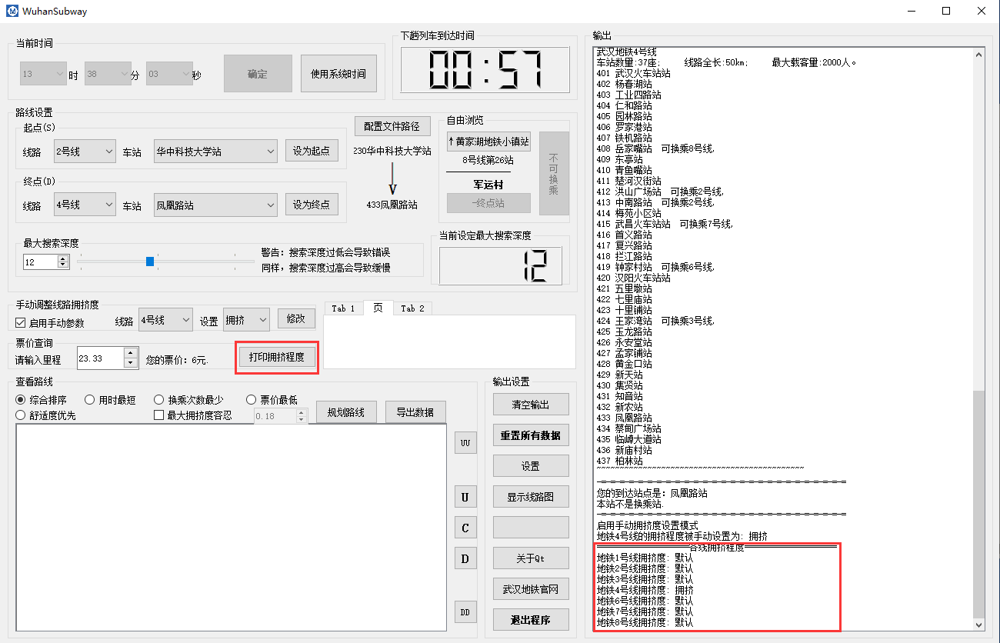 WuhanSubway
当前时间
13 时 38 分 03 秒
确定
使用系统时间
下趟列车到达时间
00:57
路线设置
起点(S)
线路 2号线 车站 华中科技大学站 设为起点
终点(D)
线路 4号线 车站 凤凰路站 设为终点
配置文件路径
230华中科技大学站
V
433凤凰路站
自由浏览
↑黄家湖地铁小镇站
8号线第26站
军运村
-终点站
不可换乘
最大搜索深度
12
警告: 搜索深度过低会导致错误
同样, 搜索深度过高会导致缓慢
当前设定最大搜索深度
12
手动调整线路拥挤度
启用手动参数 线路 4号线 设置 拥挤 修改
Tab 1 页 Tab 2
票价查询
请输入里程 23.33 您的票价: 6元.
打印拥挤程度
查看路线
综合排序 用时最短 换乘次数最少 票价最低
舒适度优先 最大拥挤度容忍 0.18
规划路线
导出数据
UU
U
C
D
DD
输出设置
清空输出
重置所有数据
设置
显示线路图
关于Qt
武汉地铁官网
退出程序
输出
武汉地铁4号线
车站数量:37座; 线路全长:50km; 最大载客量:2000人。
401 武汉火车站站
402 杨春湖站
403 工业四路站
404 仁和路站
405 园林路站
406 罗家港站
407 铁机路站
408 岳家嘴站 可换乘8号线,
409 东亭站
410 青鱼嘴站
411 楚河汉街站
412 洪山广场站 可换乘2号线,
413 中南路站 可换乘2号线,
414 梅苑小区站
415 武昌火车站站 可换乘7号线,
416 首义路站
417 复兴路站
418 拦江路站
419 钟家村站 可换乘6号线,
420 汉阳火车站站
421 五里墩站
422 七里庙站
423 十里铺站
424 王家湾站 可换乘3号线,
425 玉龙路站
426 永安堂站
427 孟家铺站
428 黄金口站
429 新天站
430 集贤站
431 知音站
432 新农站
433 凤凰路站
434 蔡甸广场站
435 临嶂大道站
436 新庙村站
437 柏林站
~~~~~~~~~~~~~~~~~~~~~~~~~~~~~~~~~~~~~~~~~~~~~
-=-=-=-=-=-=-=-=-=-=-=-=-=-=-=-=-=-=-=-=-=-=-=-=-=-=-=
您的到达站点是: 凤凰路站
本站不是换乘站.
-=-=-=-=-=-=-=-=-=-=-=-=-=-=-=-=-=-=-=-=-=-=-=-=-=-=-=
启用手动拥挤度设置模式
地铁4号线的拥挤程度被手动设置为: 拥挤
====================各线拥挤程度====================
地铁1号线拥挤度: 默认
地铁2号线拥挤度: 默认
地铁3号线拥挤度: 默认
地铁4号线拥挤度: 拥挤
地铁6号线拥挤度: 默认
地铁7号线拥挤度: 默认
地铁8号线拥挤度: 默认